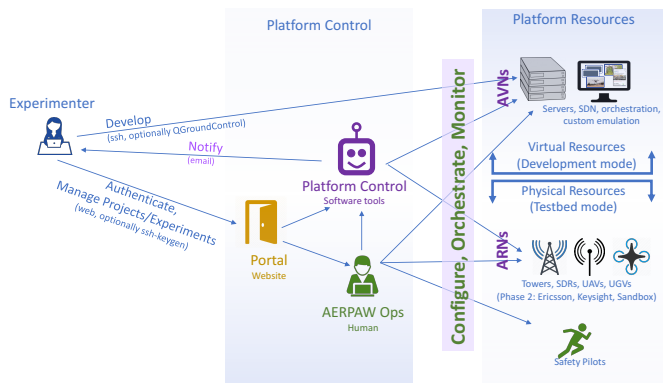 Platform Control
Platform Resources
Experimenter
Develop
(ssh, optionally QGroundControl)
Notify
(email)
Authenticate,
Manage Projects/Experiments
(web, optionally ssh-keygen)
Portal
Website
Platform Control
Software tools
AERPAW Ops
Human
Configure, Orchestrate, Monitor
AVNs
Servers, SDN, orchestration,
custom emulation
Virtual Resources
(Development mode)
Physical Resources
(Testbed mode)
ARNs
Towers, SDRs, UAVs, UGVs
(Phase 2: Ericsson, Keysight, Sandbox)
Safety Pilots